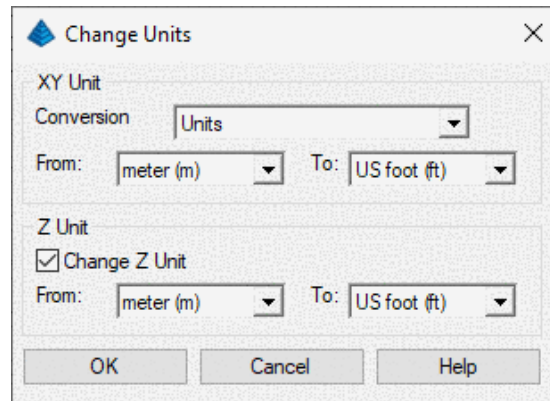 Change Units
XY Unit
Conversion Units
From: meter (m) To: US foot (ft)
Z Unit
Change Z Unit
From: meter (m) To: US foot (ft)
OK Cancel Help